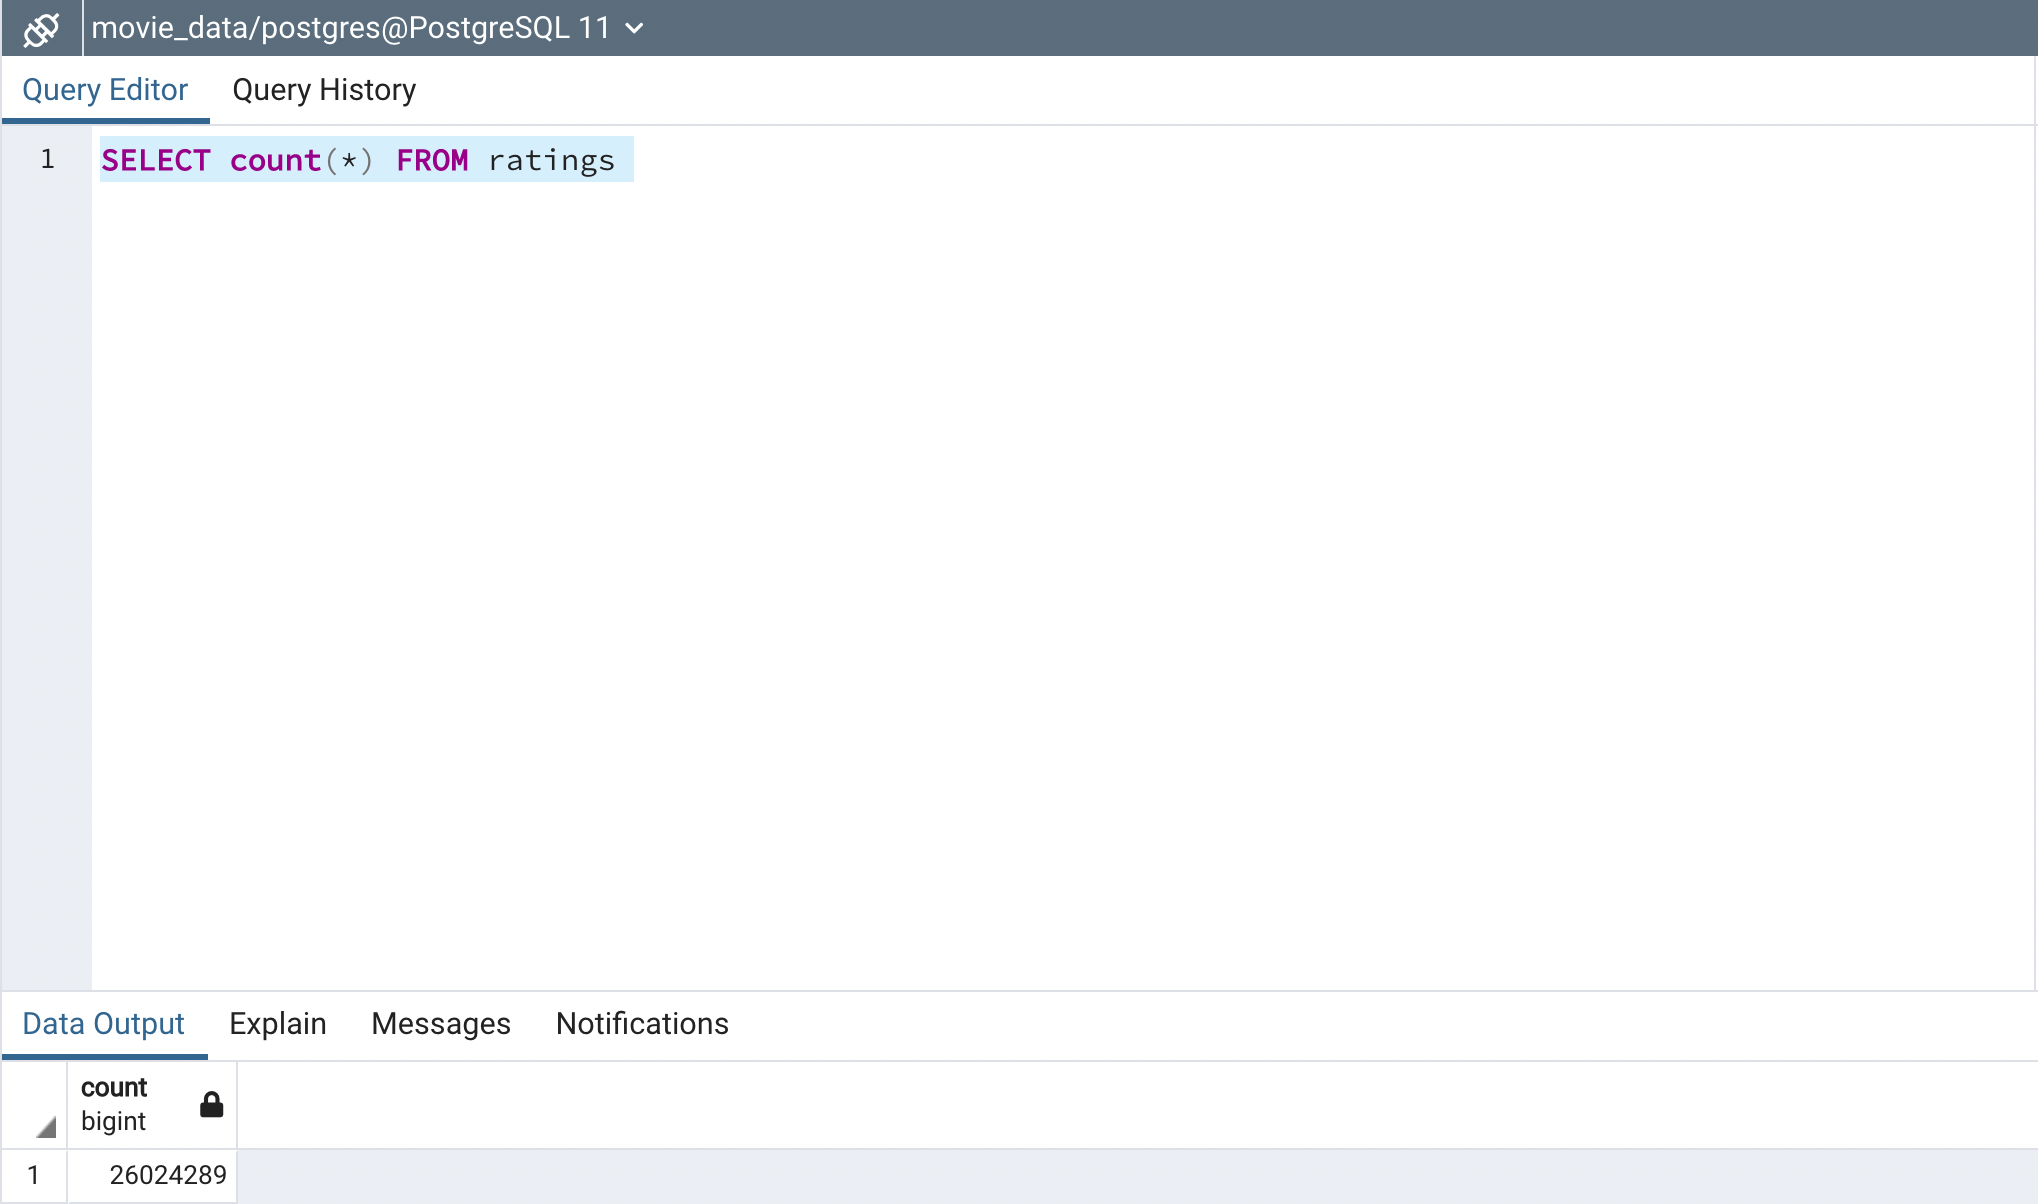 movie_data/postgres@PostgreSQL 11
Query Editor Query History
1 SELECT count(*) FROM ratings
Data Output Explain Messages Notifications
count
bigint
1 26024289